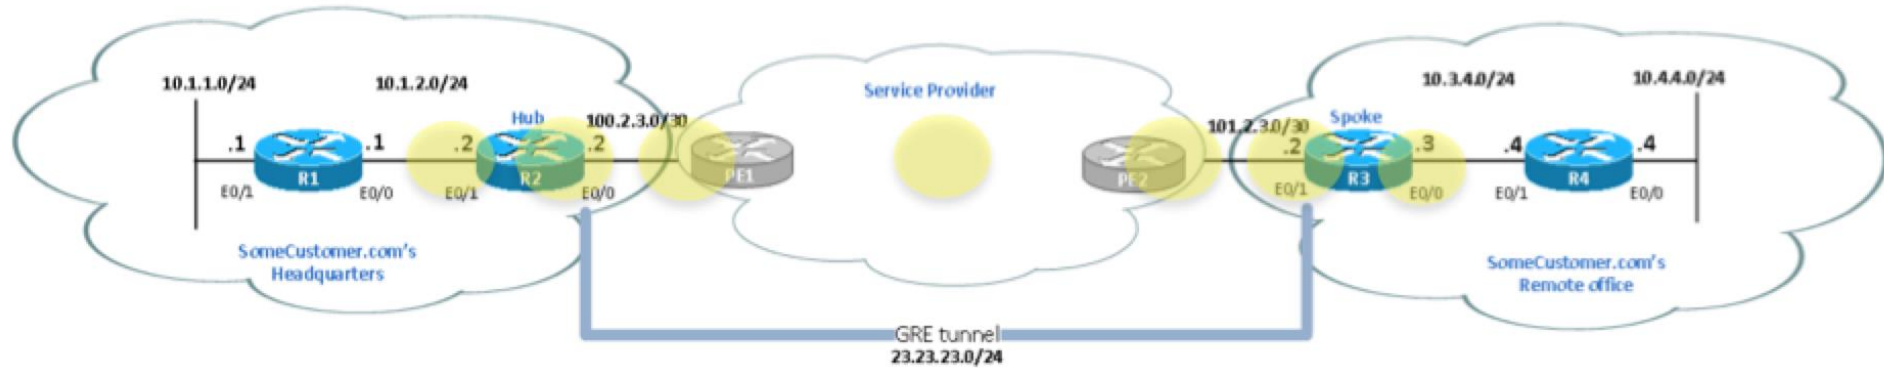 10.1.1.0/24
10.1.2.0/24
Hub
100.2.3.0/30
Service Provider
101.2.3.0/30
Spoke
10.3.4.0/24
10.4.4.0/24
.1
.1
.2
.2
.2
.3
.4
.4
R1
R2
PE1
PE2
R3
R4
E0/1
E0/0
E0/1
E0/0
E0/1
E0/0
E0/1
E0/0
SomeCustomer.com's
Headquarters
SomeCustomer.com's
Remote office
GRE tunnel
23.23.23.0/24